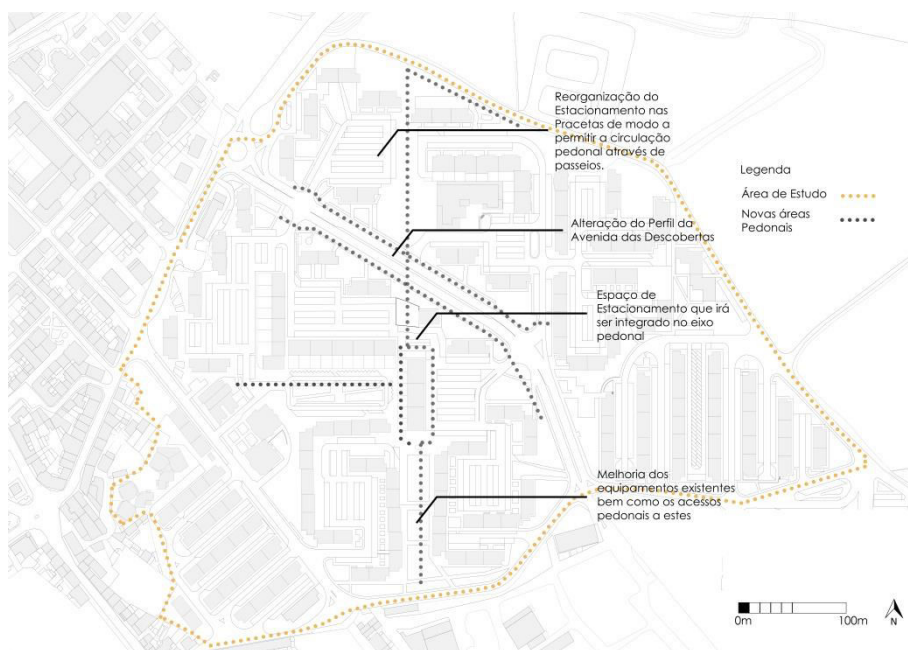 Reorganização do
Estacionamento nas
Pracetas de modo a
permitir a circulação
pedonal através de
passeios.
Legenda
Área de Estudo
Novas áreas
Pedonais
Alteração do Perfil da
Avenida das Descobertas
Espaço de
Estacionamento que irá
ser integrado no eixo
pedonal
Melhoria dos
equipamentos existentes
bem como os acessos
pedonais a estes
0m
100m
N